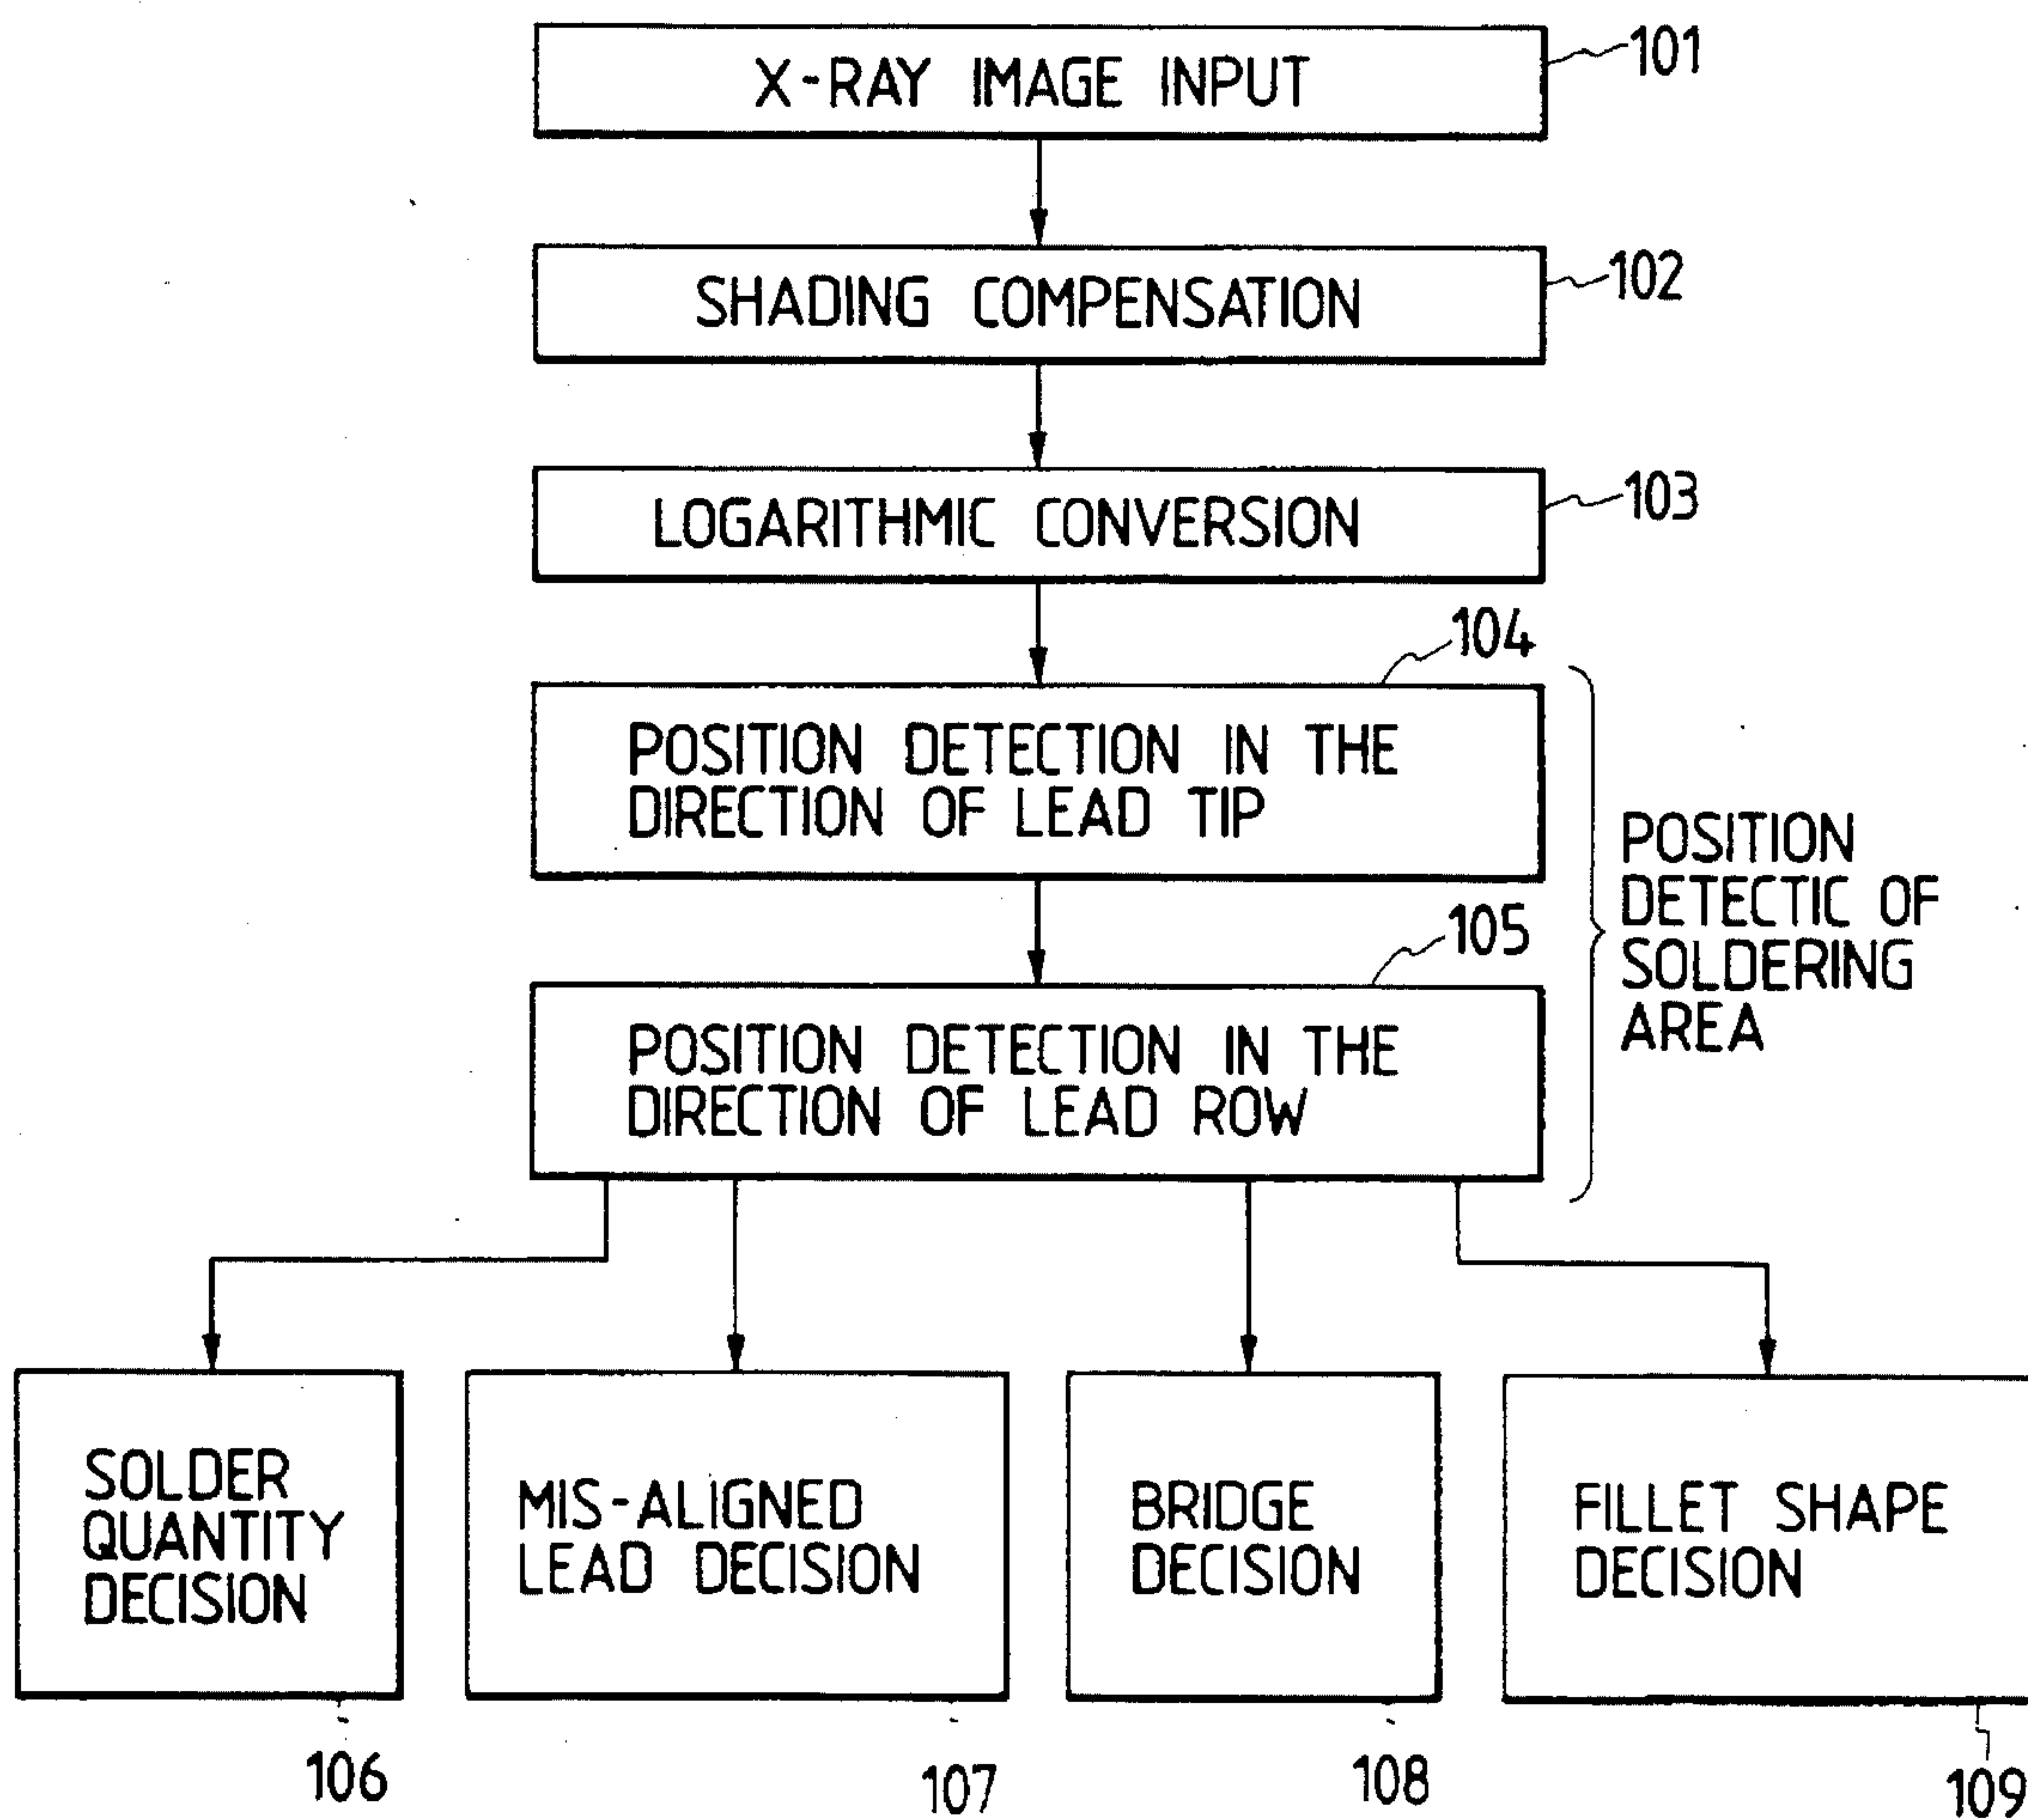 X-RAY IMAGE INPUT
101
SHADING COMPENSATION
102
LOGARITHMIC CONVERSION
103
104
POSITION DETECTION IN THE
DIRECTION OF LEAD TIP
105
POSITION DETECTION IN THE
DIRECTION OF LEAD ROW
POSITION
DETECTIC OF
SOLDERING
AREA
SOLDER
QUANTITY
DECISION
106
MIS-ALIGNED
LEAD DECISION
107
BRIDGE
DECISION
108
FILLET SHAPE
DECISION
109